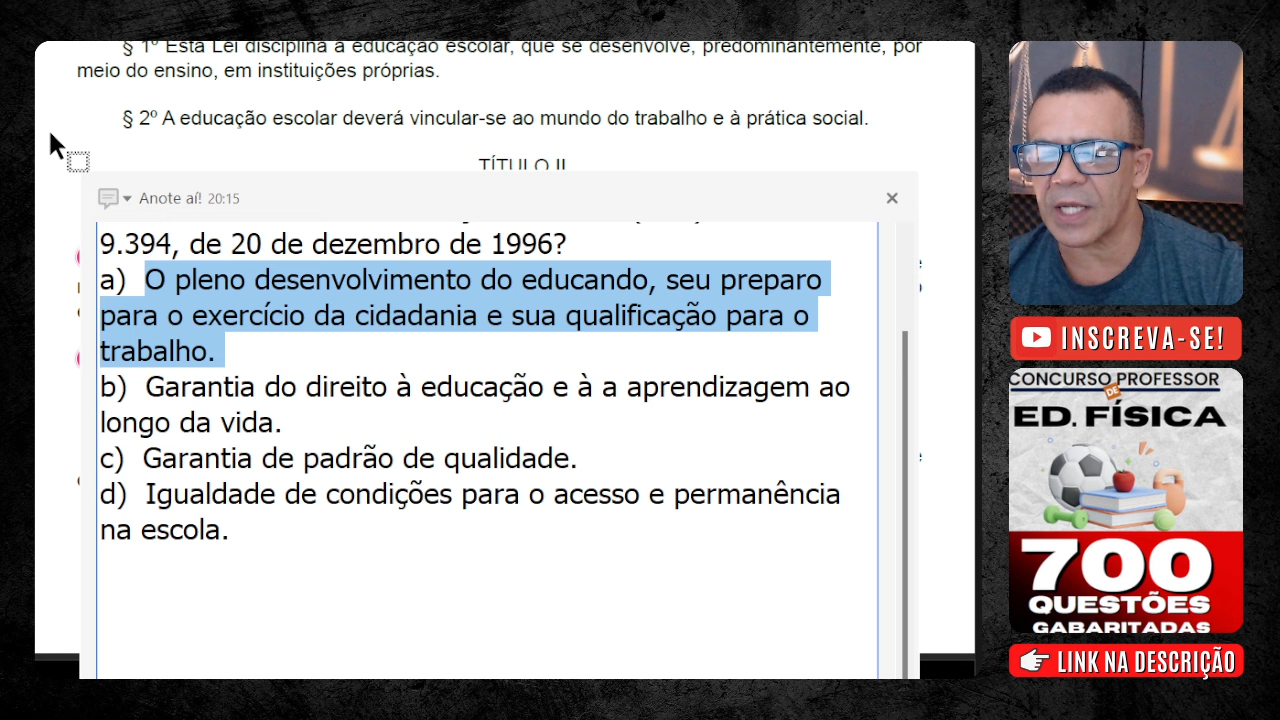 § 1º Esta Lei disciplina a educação escolar, que se desenvolve, predominantemente, por
meio do ensino, em instituições próprias.
§ 2º A educação escolar deverá vincular-se ao mundo do trabalho e à prática social.
TÍTULO II
Anote aí! 20:15
9.394, de 20 de dezembro de 1996?
a) O pleno desenvolvimento do educando, seu preparo
para o exercício da cidadania e sua qualificação para o
trabalho.
b) Garantia do direito à educação e à a aprendizagem ao
longo da vida.
c) Garantia de padrão de qualidade.
d) Igualdade de condições para o acesso e permanência
na escola.
INSCREVA-SE!
CONCURSO PROFESSOR
DE
ED. FÍSICA
700
QUESTÕES
GABARITADAS
LINK NA DESCRIÇÃO